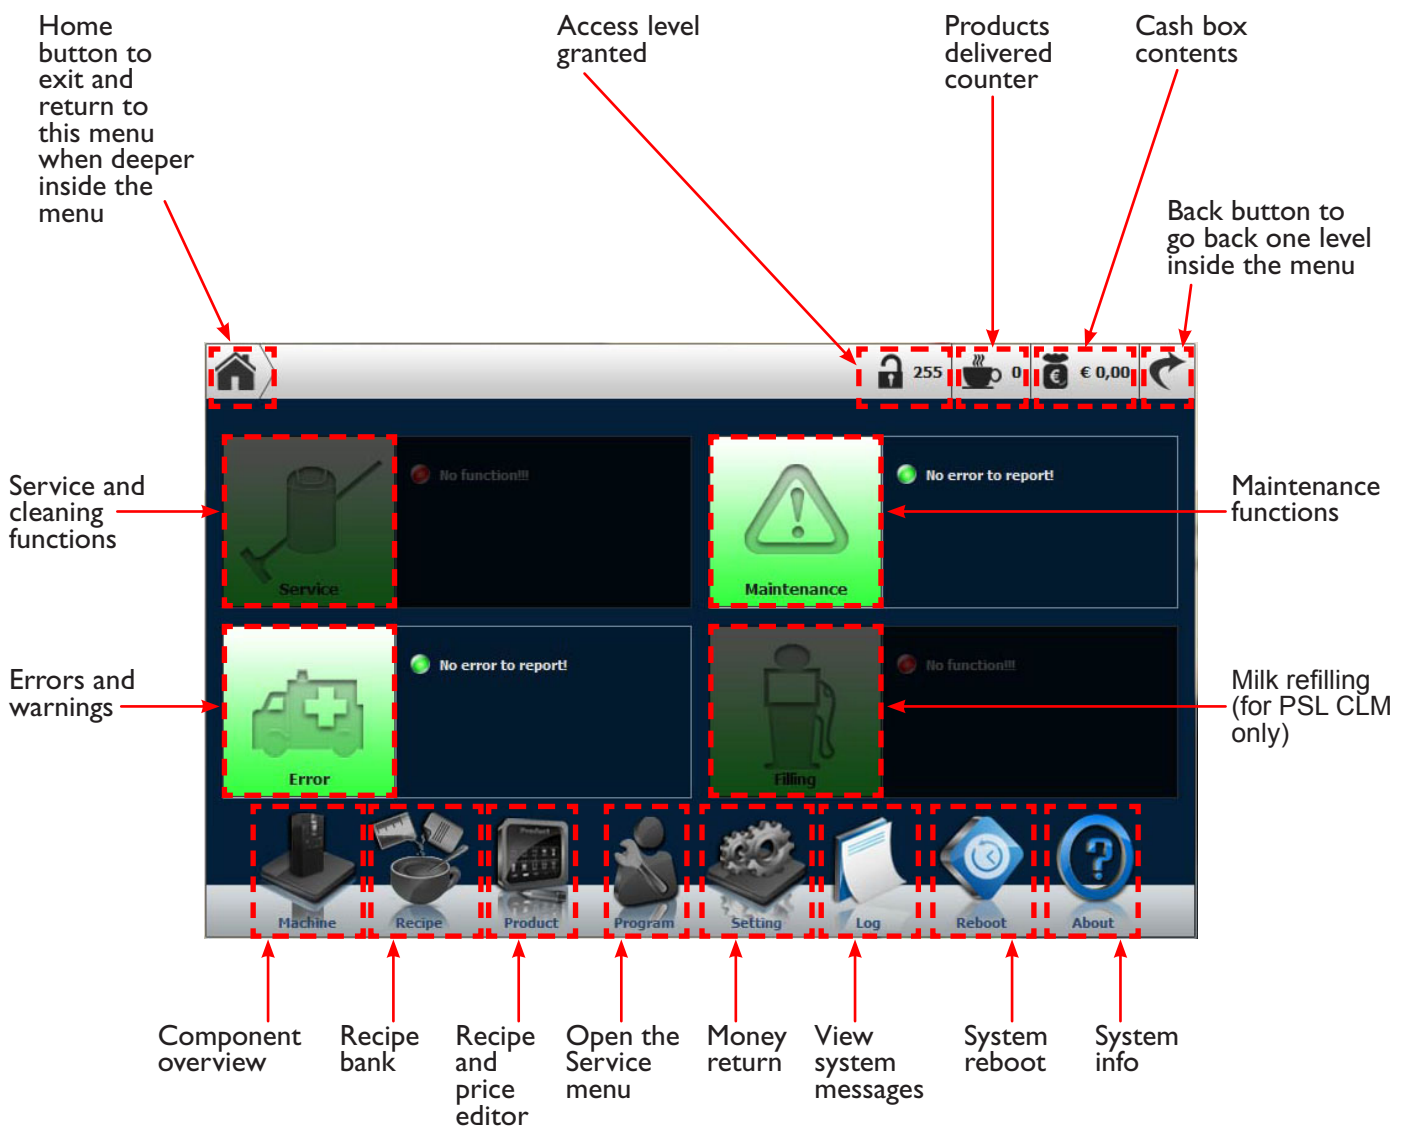 Home
button to
exit and
return to
this menu
when deeper
inside the
menu
Access level
granted
Products
delivered
counter
Cash box
contents
Back button to
go back one level
inside the menu
255
0
€
€ 0,00
Service and
cleaning
functions
Service
No function!!!
Maintenance
No error to report!
Maintenance
functions
Errors and
warnings
Error
No error to report!
Filling
No function!!!
Milk refilling
(for PSL CLM
only)
Product
?
Machine
Recipe
Product
Program
Setting
Log
Reboot
About
Component
overview
Recipe
bank
Recipe
and
price
editor
Open the
Service
menu
Money
return
View
system
messages
System
reboot
System
info